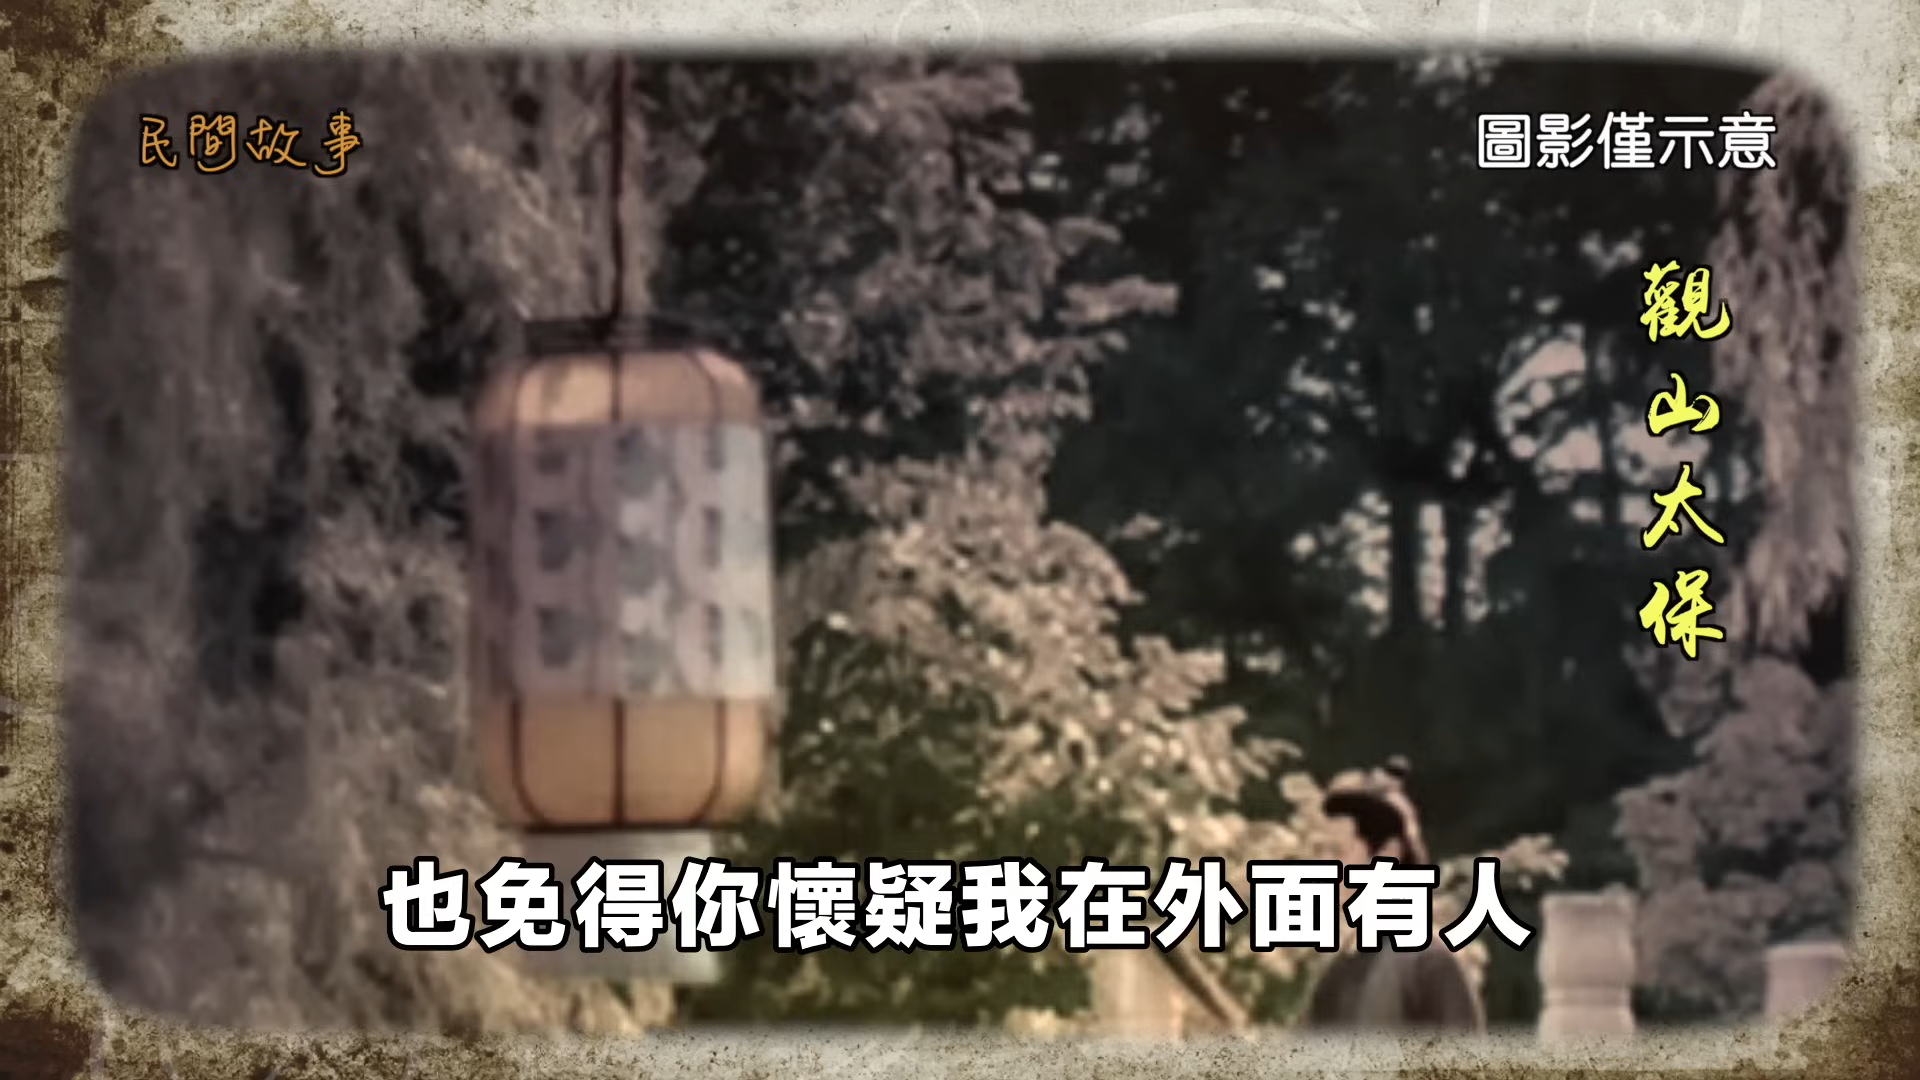 民間故事
圖影僅示意
觀山太保
也免得你懷疑我在外面有人